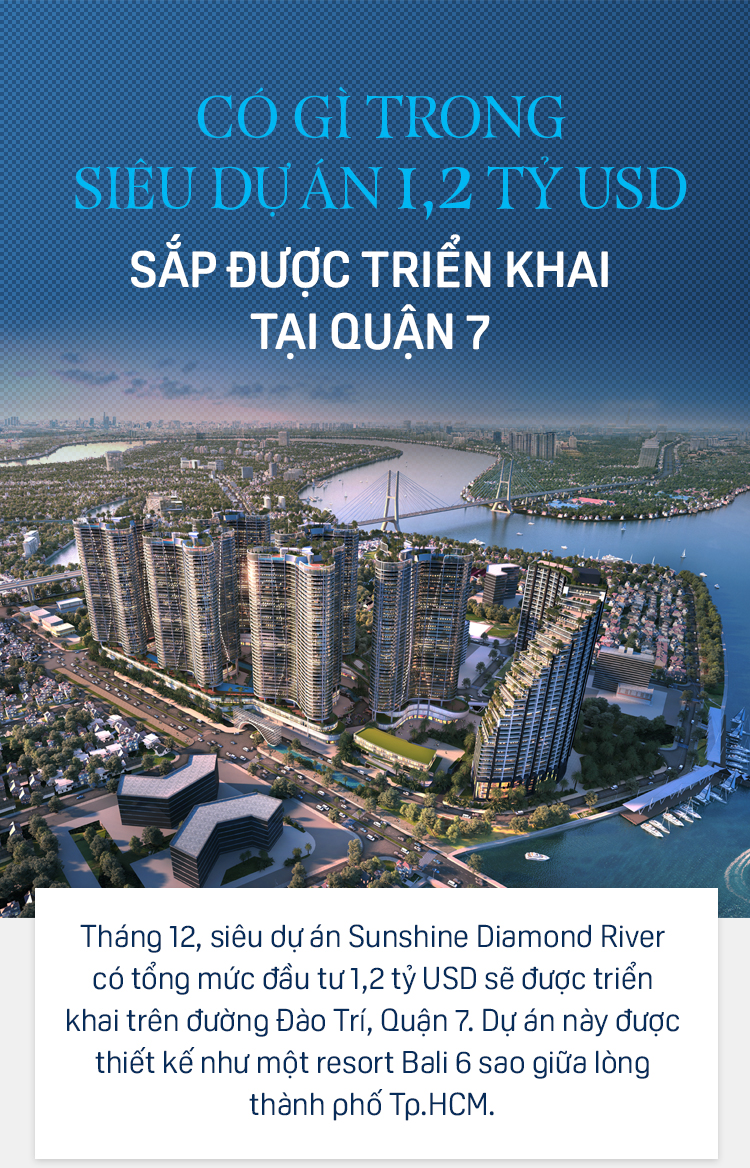 CÓ GÌ TRONG
SIÊU DỰ ÁN 1,2 TỶ USD
SẮP ĐƯỢC TRIỂN KHAI
TẠI QUẬN 7
Tháng 12, siêu dự án Sunshine Diamond River
có tổng mức đầu tư 1,2 tỷ USD sẽ được triển
khai trên đường Đào Trí, Quận 7. Dự án này được
thiết kế như một resort Bali 6 sao giữa lòng
thành phố Tp.HCM.